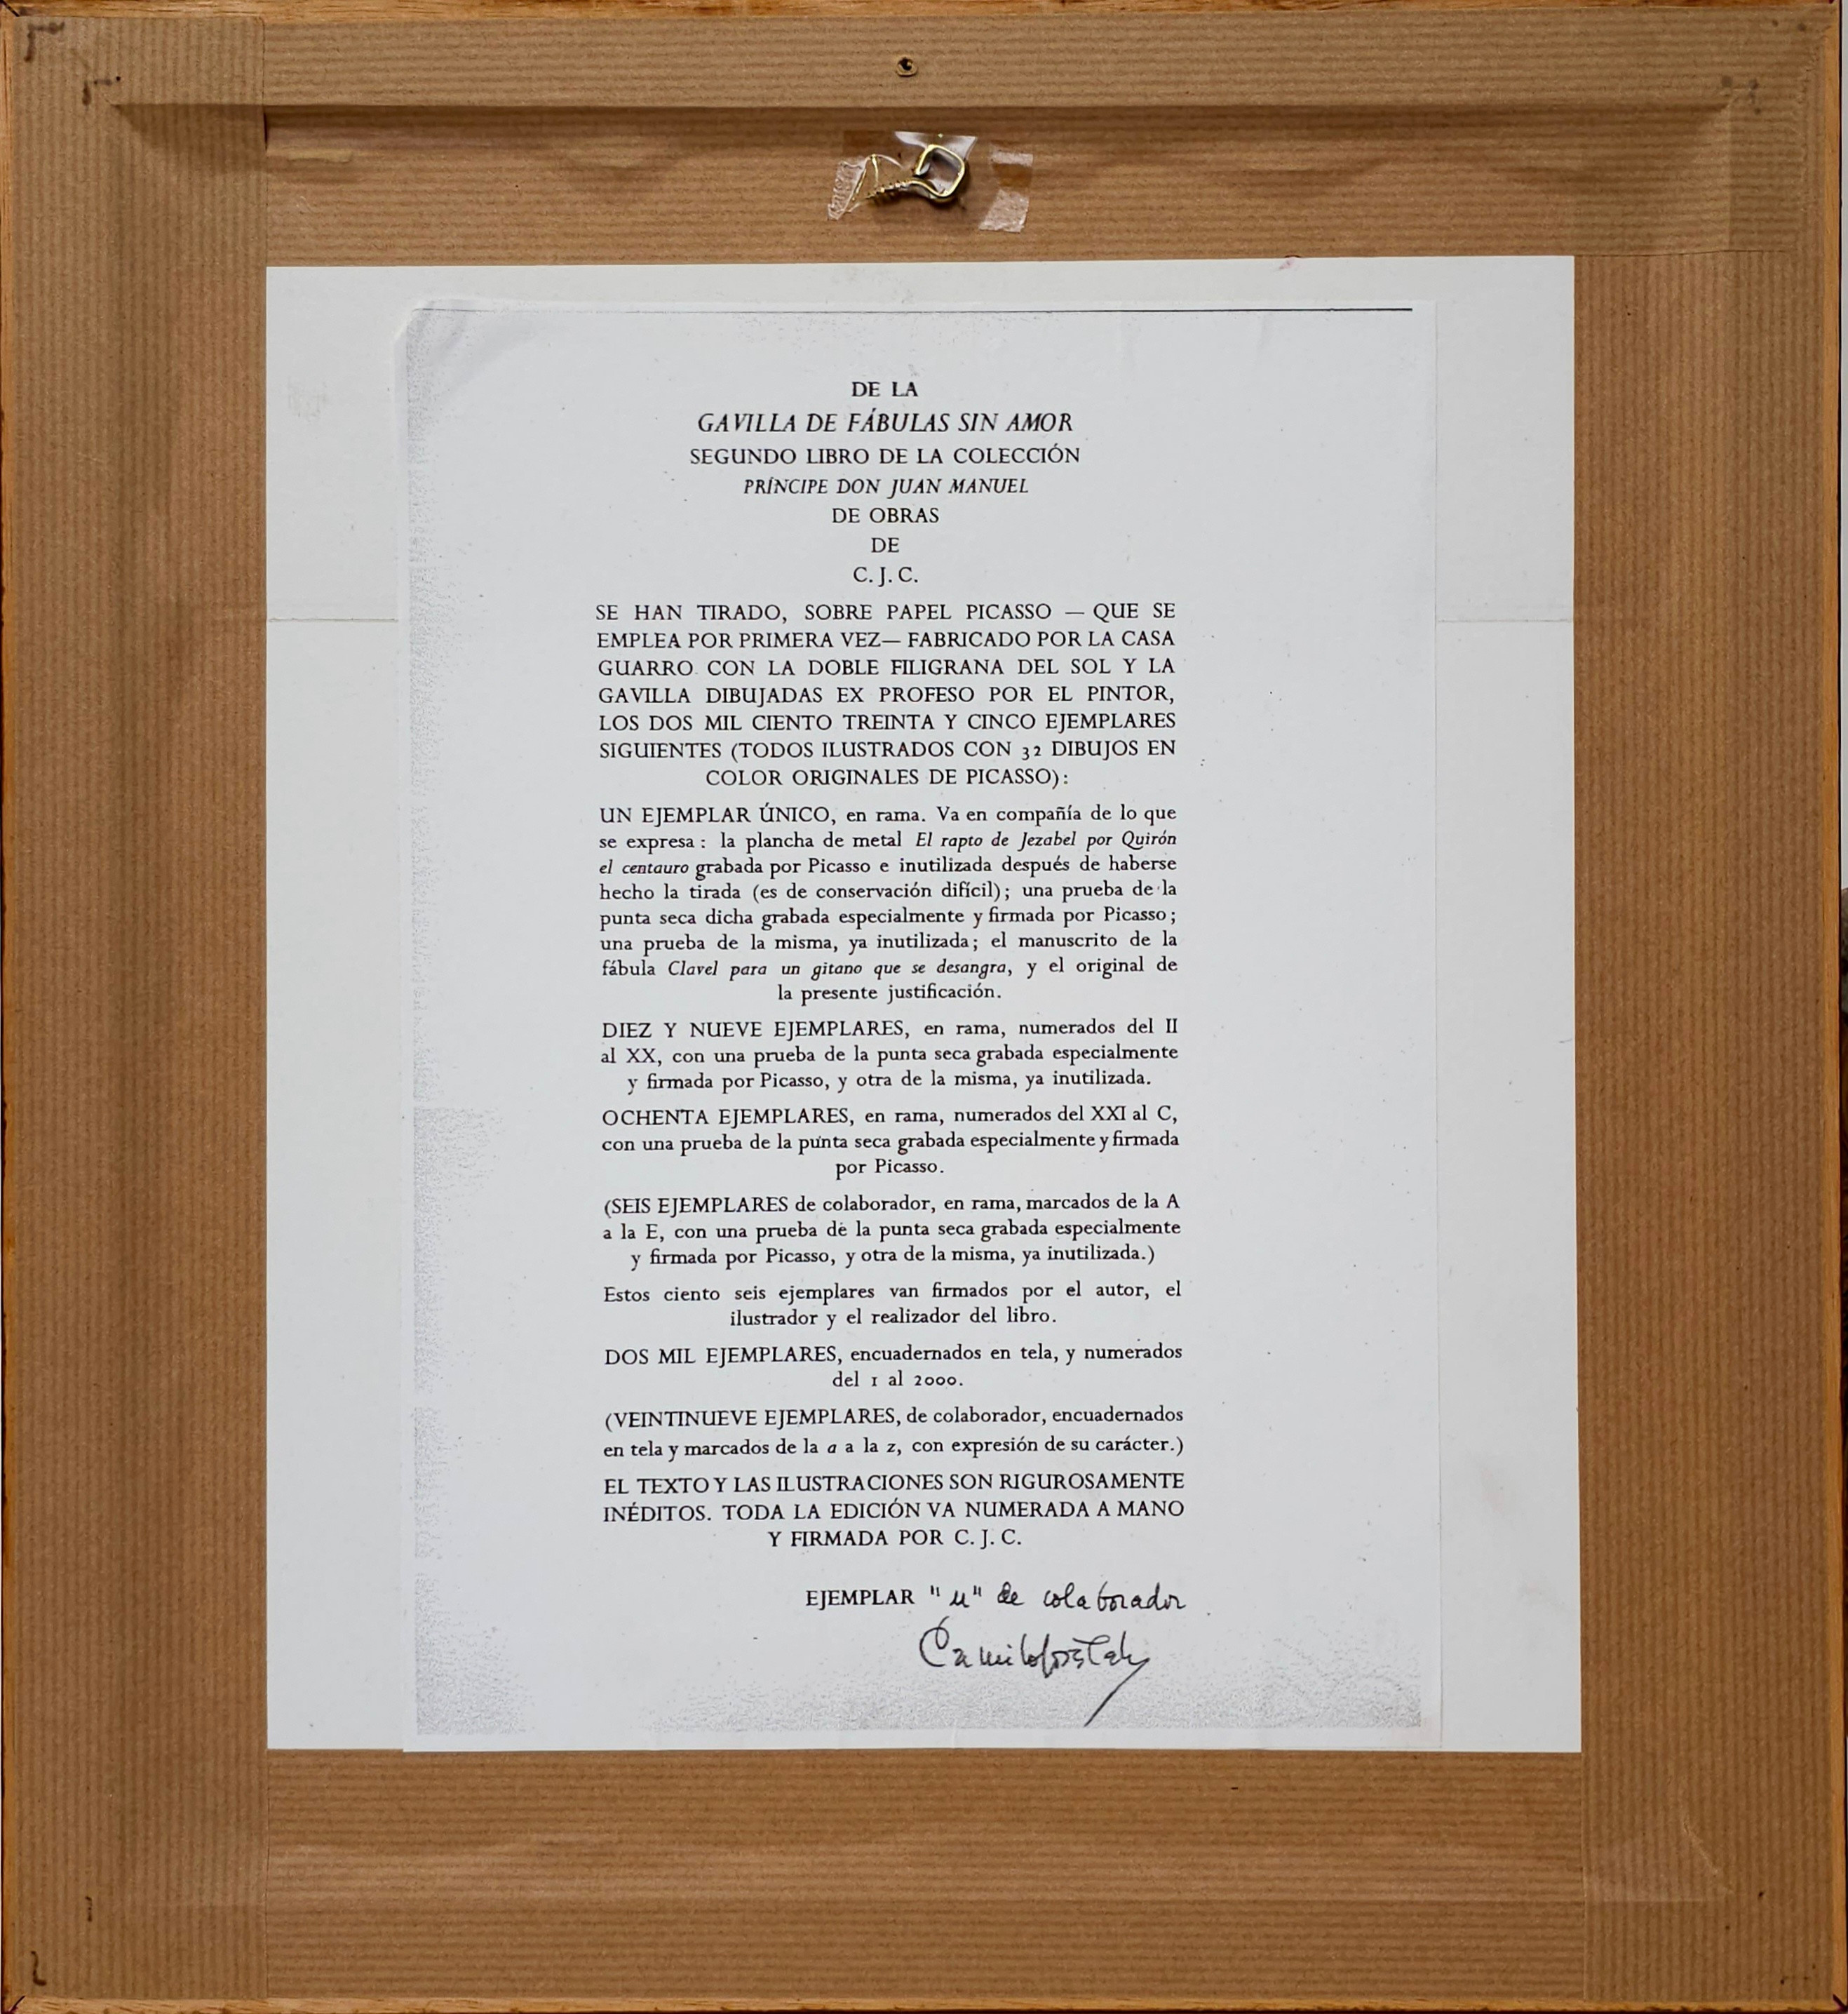 DE LA
GAVILLA DE FÁBULAS SIN AMOR
SEGUNDO LIBRO DE LA COLECCIÓN
PRÍNCIPE DON JUAN MANUEL
DE OBRAS
DE
C. J. C.
SE HAN TIRADO, SOBRE PAPEL PICASSO — QUE SE
EMPLEA POR PRIMERA VEZ— FABRICADO POR LA CASA
GUARRO CON LA DOBLE FILIGRANA DEL SOL Y LA
GAVILLA DIBUJADAS EX PROFESO POR EL PINTOR,
LOS DOS MIL CIENTO TREINTA Y CINCO EJEMPLARES
SIGUIENTES (TODOS ILUSTRADOS CON 32 DIBUJOS EN
COLOR ORIGINALES DE PICASSO):
UN EJEMPLAR ÚNICO, en rama. Va en compañía de lo que
se expresa : la plancha de metal El rapto de Jezabel por Quirón
el centauro grabada por Picasso e inutilizada después de haberse
hecho la tirada (es de conservación difícil); una prueba de la
punta seca dicha grabada especialmente y firmada por Picasso;
una prueba de la misma, ya inutilizada; el manuscrito de la
fábula Clavel para un gitano que se desangra, y el original de
la presente justificación.
DIEZ Y NUEVE EJEMPLARES, en rama, numerados del II
al XX, con una prueba de la punta seca grabada especialmente
y firmada por Picasso, y otra de la misma, ya inutilizada.
OCHENTA EJEMPLARES, en rama, numerados del XXI al C,
con una prueba de la punta seca grabada especialmente y firmada
por Picasso.
(SEIS EJEMPLARES de colaborador, en rama, marcados de la A
a la E, con una prueba de la punta seca grabada especialmente
y firmada por Picasso, y otra de la misma, ya inutilizada.)
Estos ciento seis ejemplares van firmados por el autor, el
ilustrador y el realizador del libro.
DOS MIL EJEMPLARES, encuadernados en tela, y numerados
del 1 al 2000.
(VEINTINUEVE EJEMPLARES, de colaborador, encuadernados
en tela y marcados de la a a la z, con expresión de su carácter.)
EL TEXTO Y LAS ILUSTRACIONES SON RIGUROSAMENTE
INÉDITOS. TODA LA EDICIÓN VA NUMERADA A MANO
Y FIRMADA POR C. J. C.
EJEMPLAR "u" de colaborador
Camilo José Cela